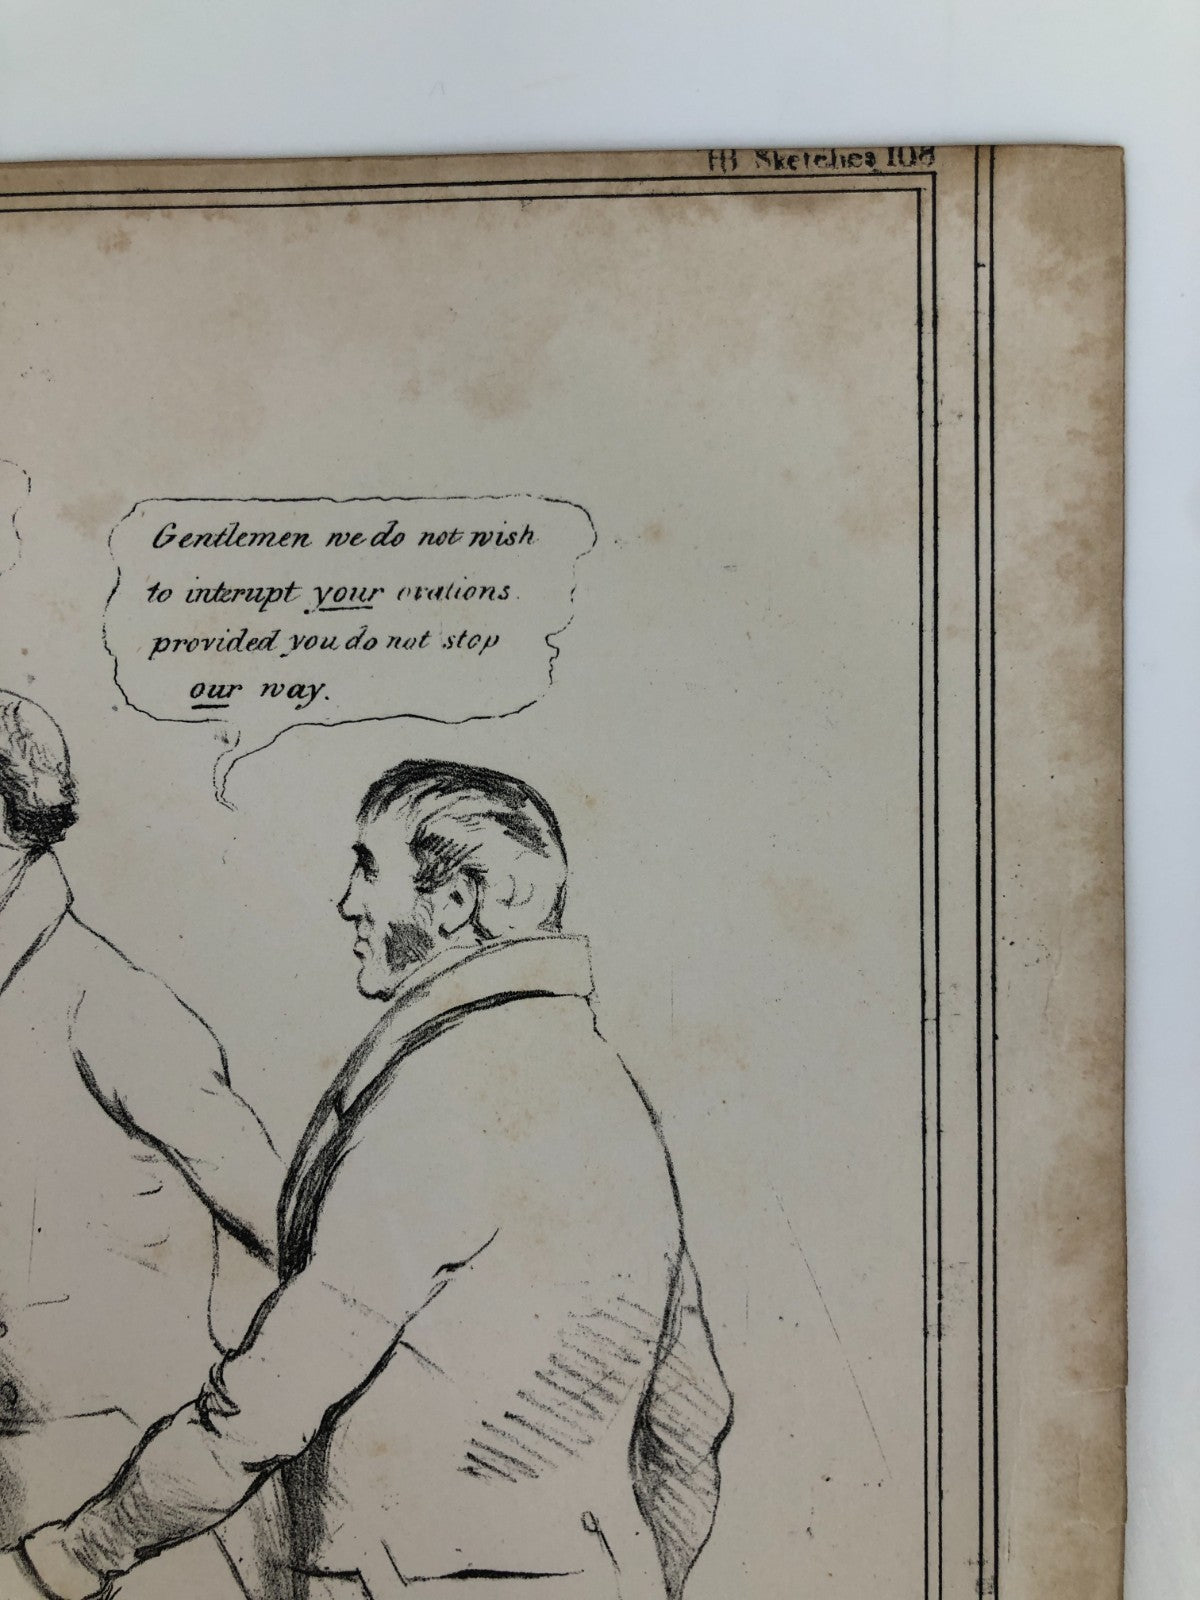 HB Sketches 108
Gentlemen we do not wish
to interupt your orations
provided you do not stop
our way.